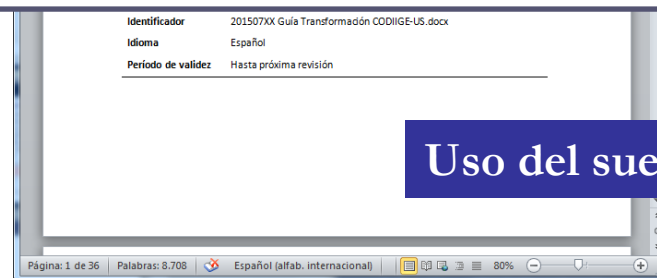 Identificador 201507XX Guía Transformación CODIIGE-US.docx
Idioma Español
Período de validez Hasta próxima revisión
Uso del sue
Página: 1 de 36 Palabras: 8.708 Español (alfab. internacional) 80%